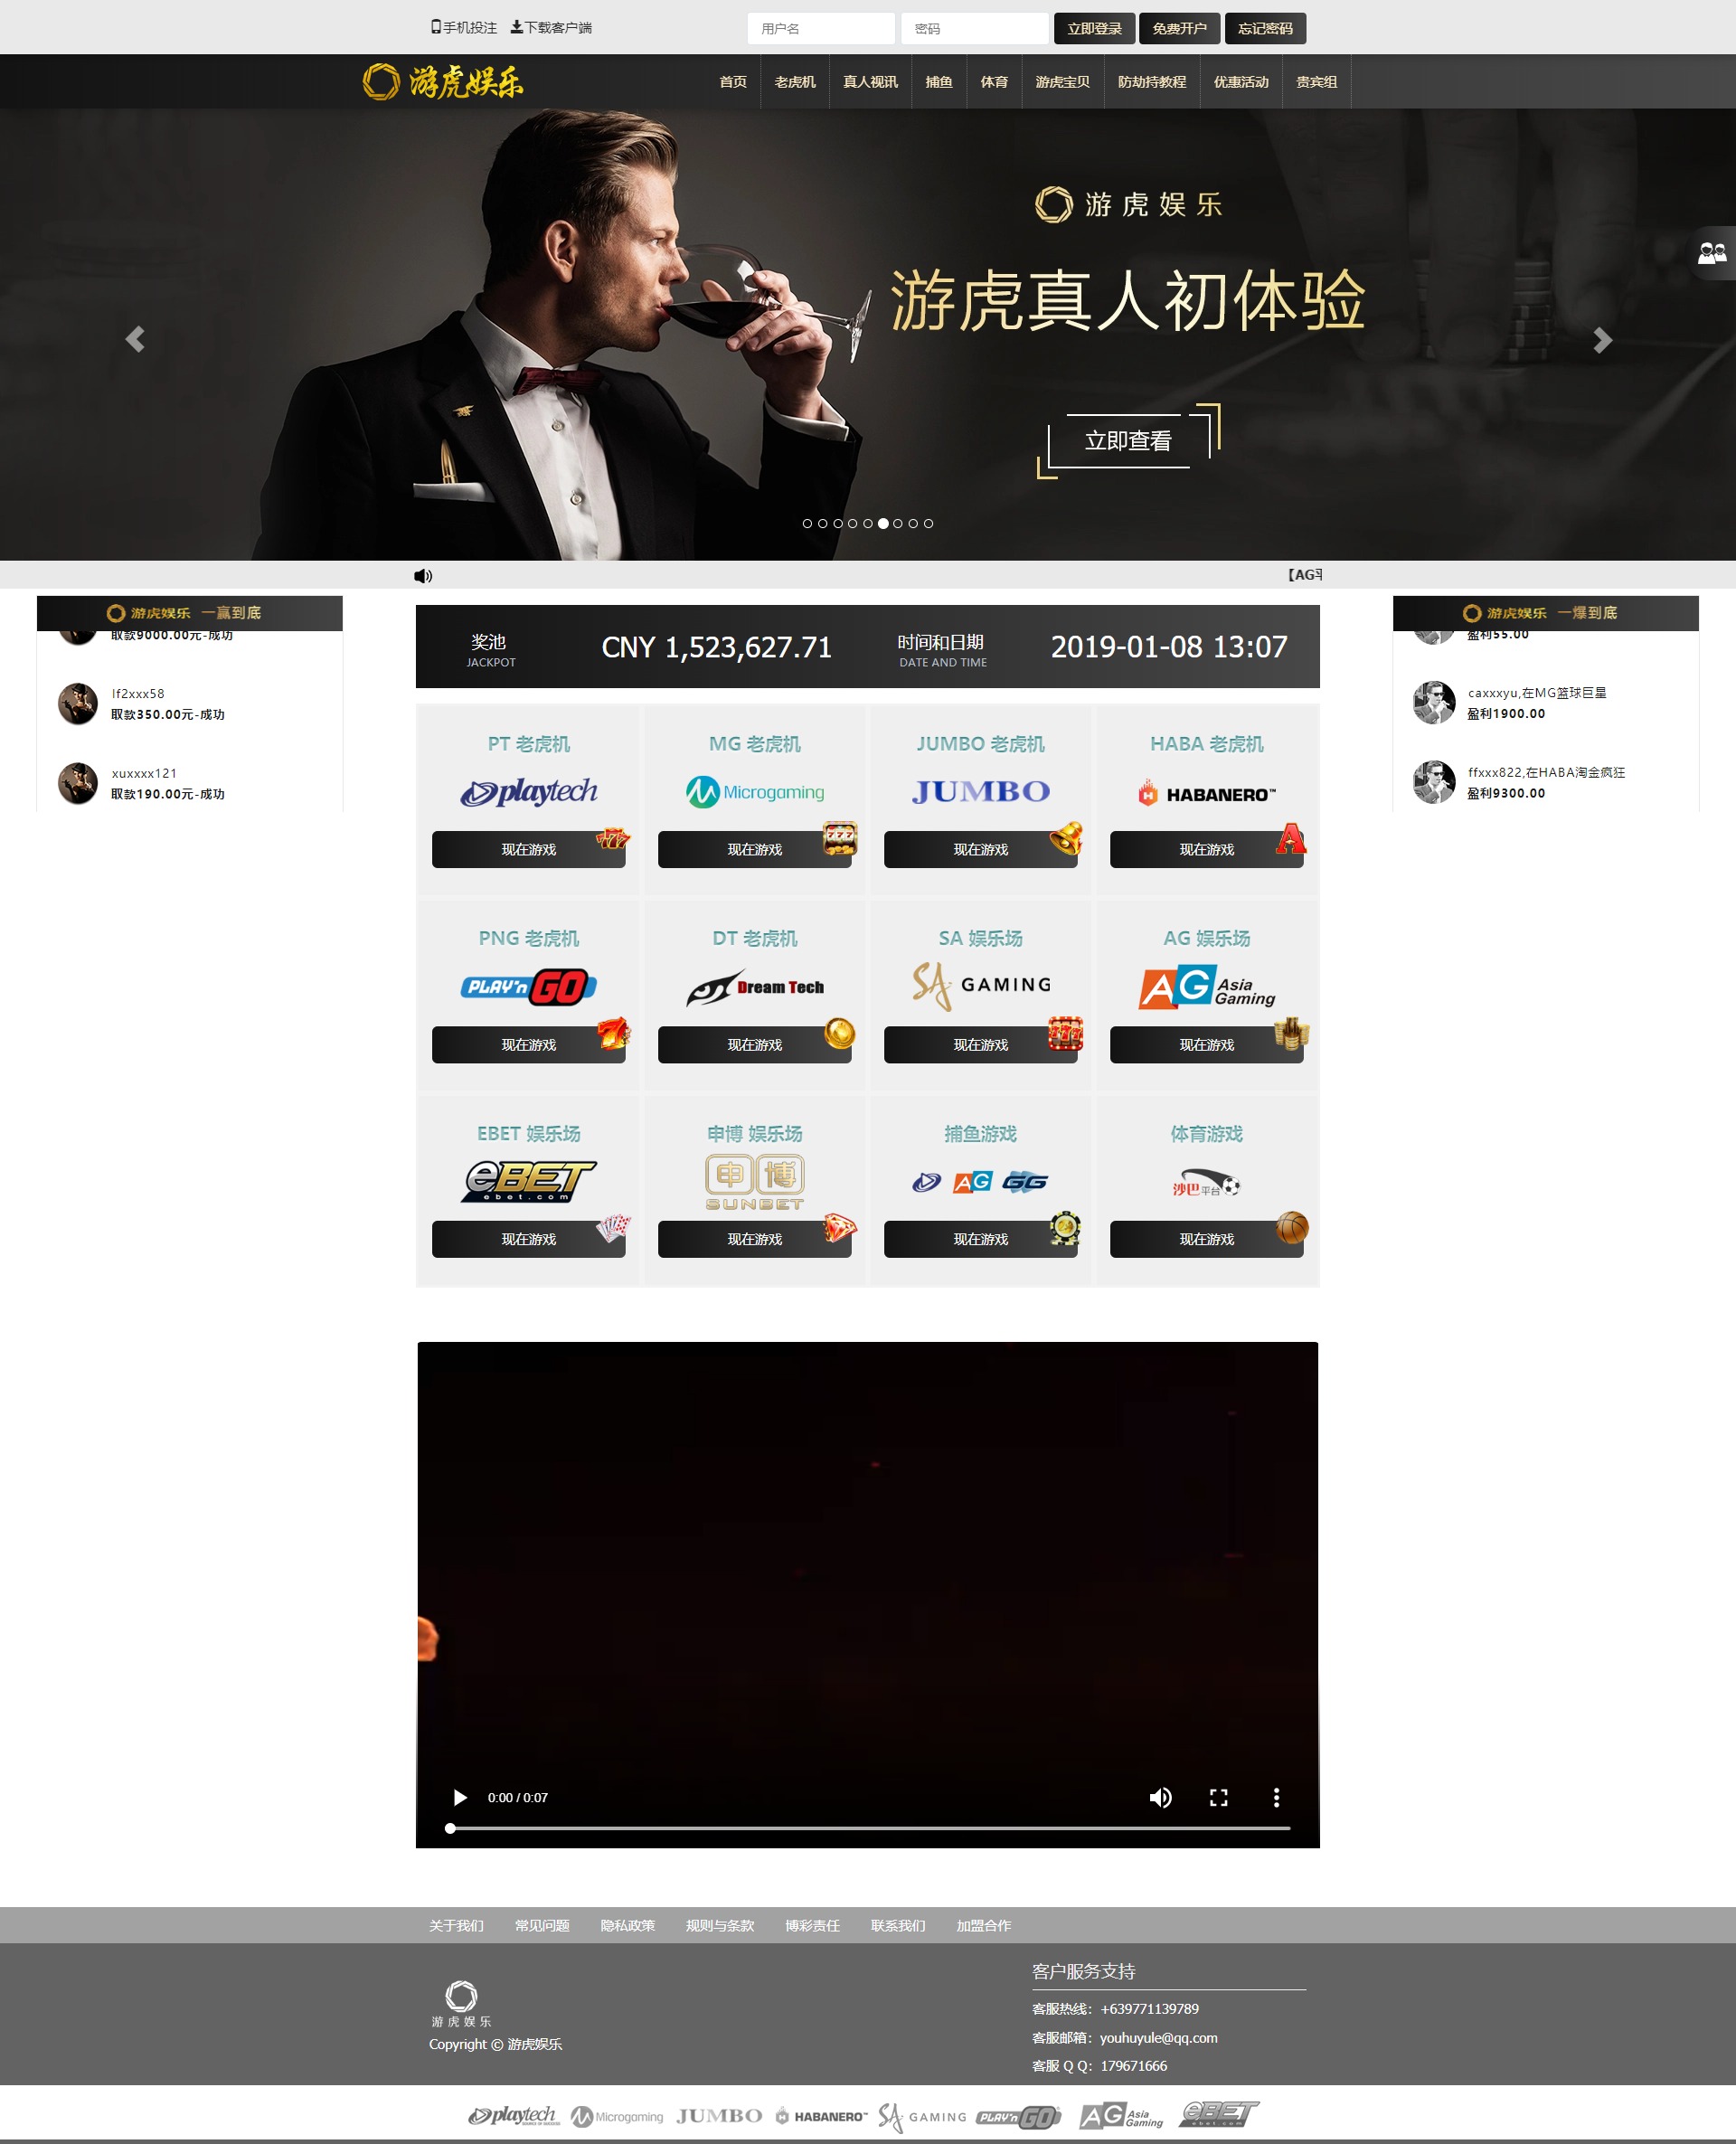 手机投注 下载客户端 用户名 密码 立即登录 免费开户 忘记密码
游虎娱乐 首页 老虎机 真人视讯 捕鱼 体育 游虎宝贝 防劫持教程 优惠活动 贵宾组
游虎娱乐
游虎真人初体验
立即查看
【AG平
游虎娱乐 一赢到底
取款9000.00元-成功
lf2xxx58
取款350.00元-成功
xuxxxx121
取款190.00元-成功
奖池 CNY 1,523,627.71 时间和日期 2019-01-08 13:07
JACKPOT DATE AND TIME
游虎娱乐 一爆到底
盈利55.00
caxxxyu,在MG篮球巨星
盈利1900.00
ffxxx822,在HABA淘金疯狂
盈利9300.00
PT 老虎机 MG 老虎机 JUMBO 老虎机 HABA 老虎机
playtech Microgaming JUMBO HABANERO™
现在游戏 现在游戏 现在游戏 现在游戏
PNG 老虎机 DT 老虎机 SA 娱乐场 AG 娱乐场
PLAY'n GO Dream Tech SA GAMING AG Asia Gaming
现在游戏 现在游戏 现在游戏 现在游戏
EBET 娱乐场 申博 娱乐场 捕鱼游戏 体育游戏
eBET ebet.com 申博 SUNBET AG GG 沙巴平台
现在游戏 现在游戏 现在游戏 现在游戏
0:00 / 0:07
关于我们 常见问题 隐私政策 规则与条款 博彩责任 联系我们 加盟合作
游虎娱乐
Copyright © 游虎娱乐
客户服务支持
客服热线：+639771139789
客服邮箱：youhuyule@qq.com
客服 Q Q：179671666
playtech Microgaming JUMBO HABANERO™ SA GAMING PLAY'n GO AG Asia Gaming eBET ebet.com